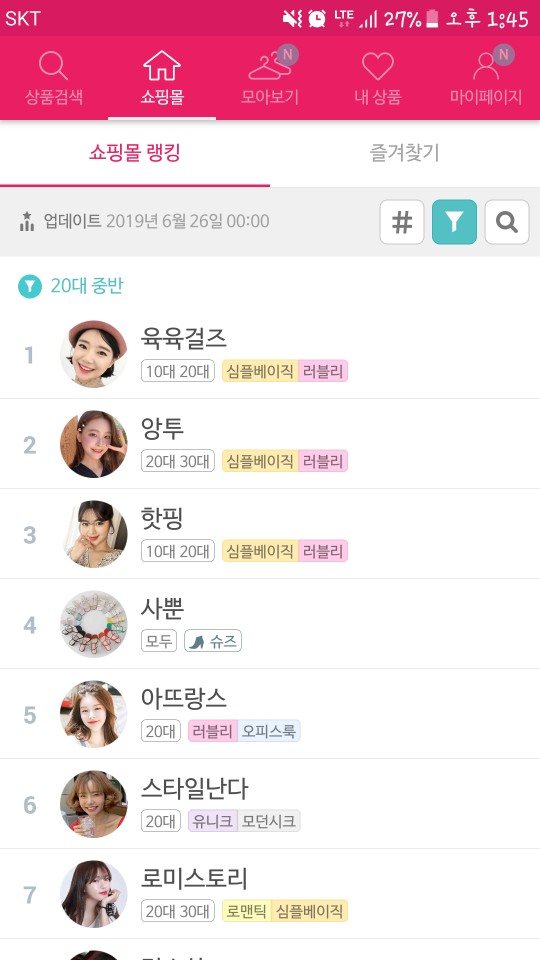 SKT LTE 27% 오후 1:45
N N
상품검색 쇼핑몰 모아보기 내 상품 마이페이지
쇼핑몰 랭킹 즐겨찾기
업데이트 2019년 6월 26일 00:00 #
20대 중반
1 육육걸즈
10대 20대 심플베이직 러블리
2 앙투
20대 30대 심플베이직 러블리
3 핫핑
10대 20대 심플베이직 러블리
4 사뿐
모두 슈즈
5 아뜨랑스
20대 러블리 오피스룩
6 스타일난다
20대 유니크 모던시크
7 로미스토리
20대 30대 로맨틱 심플베이직